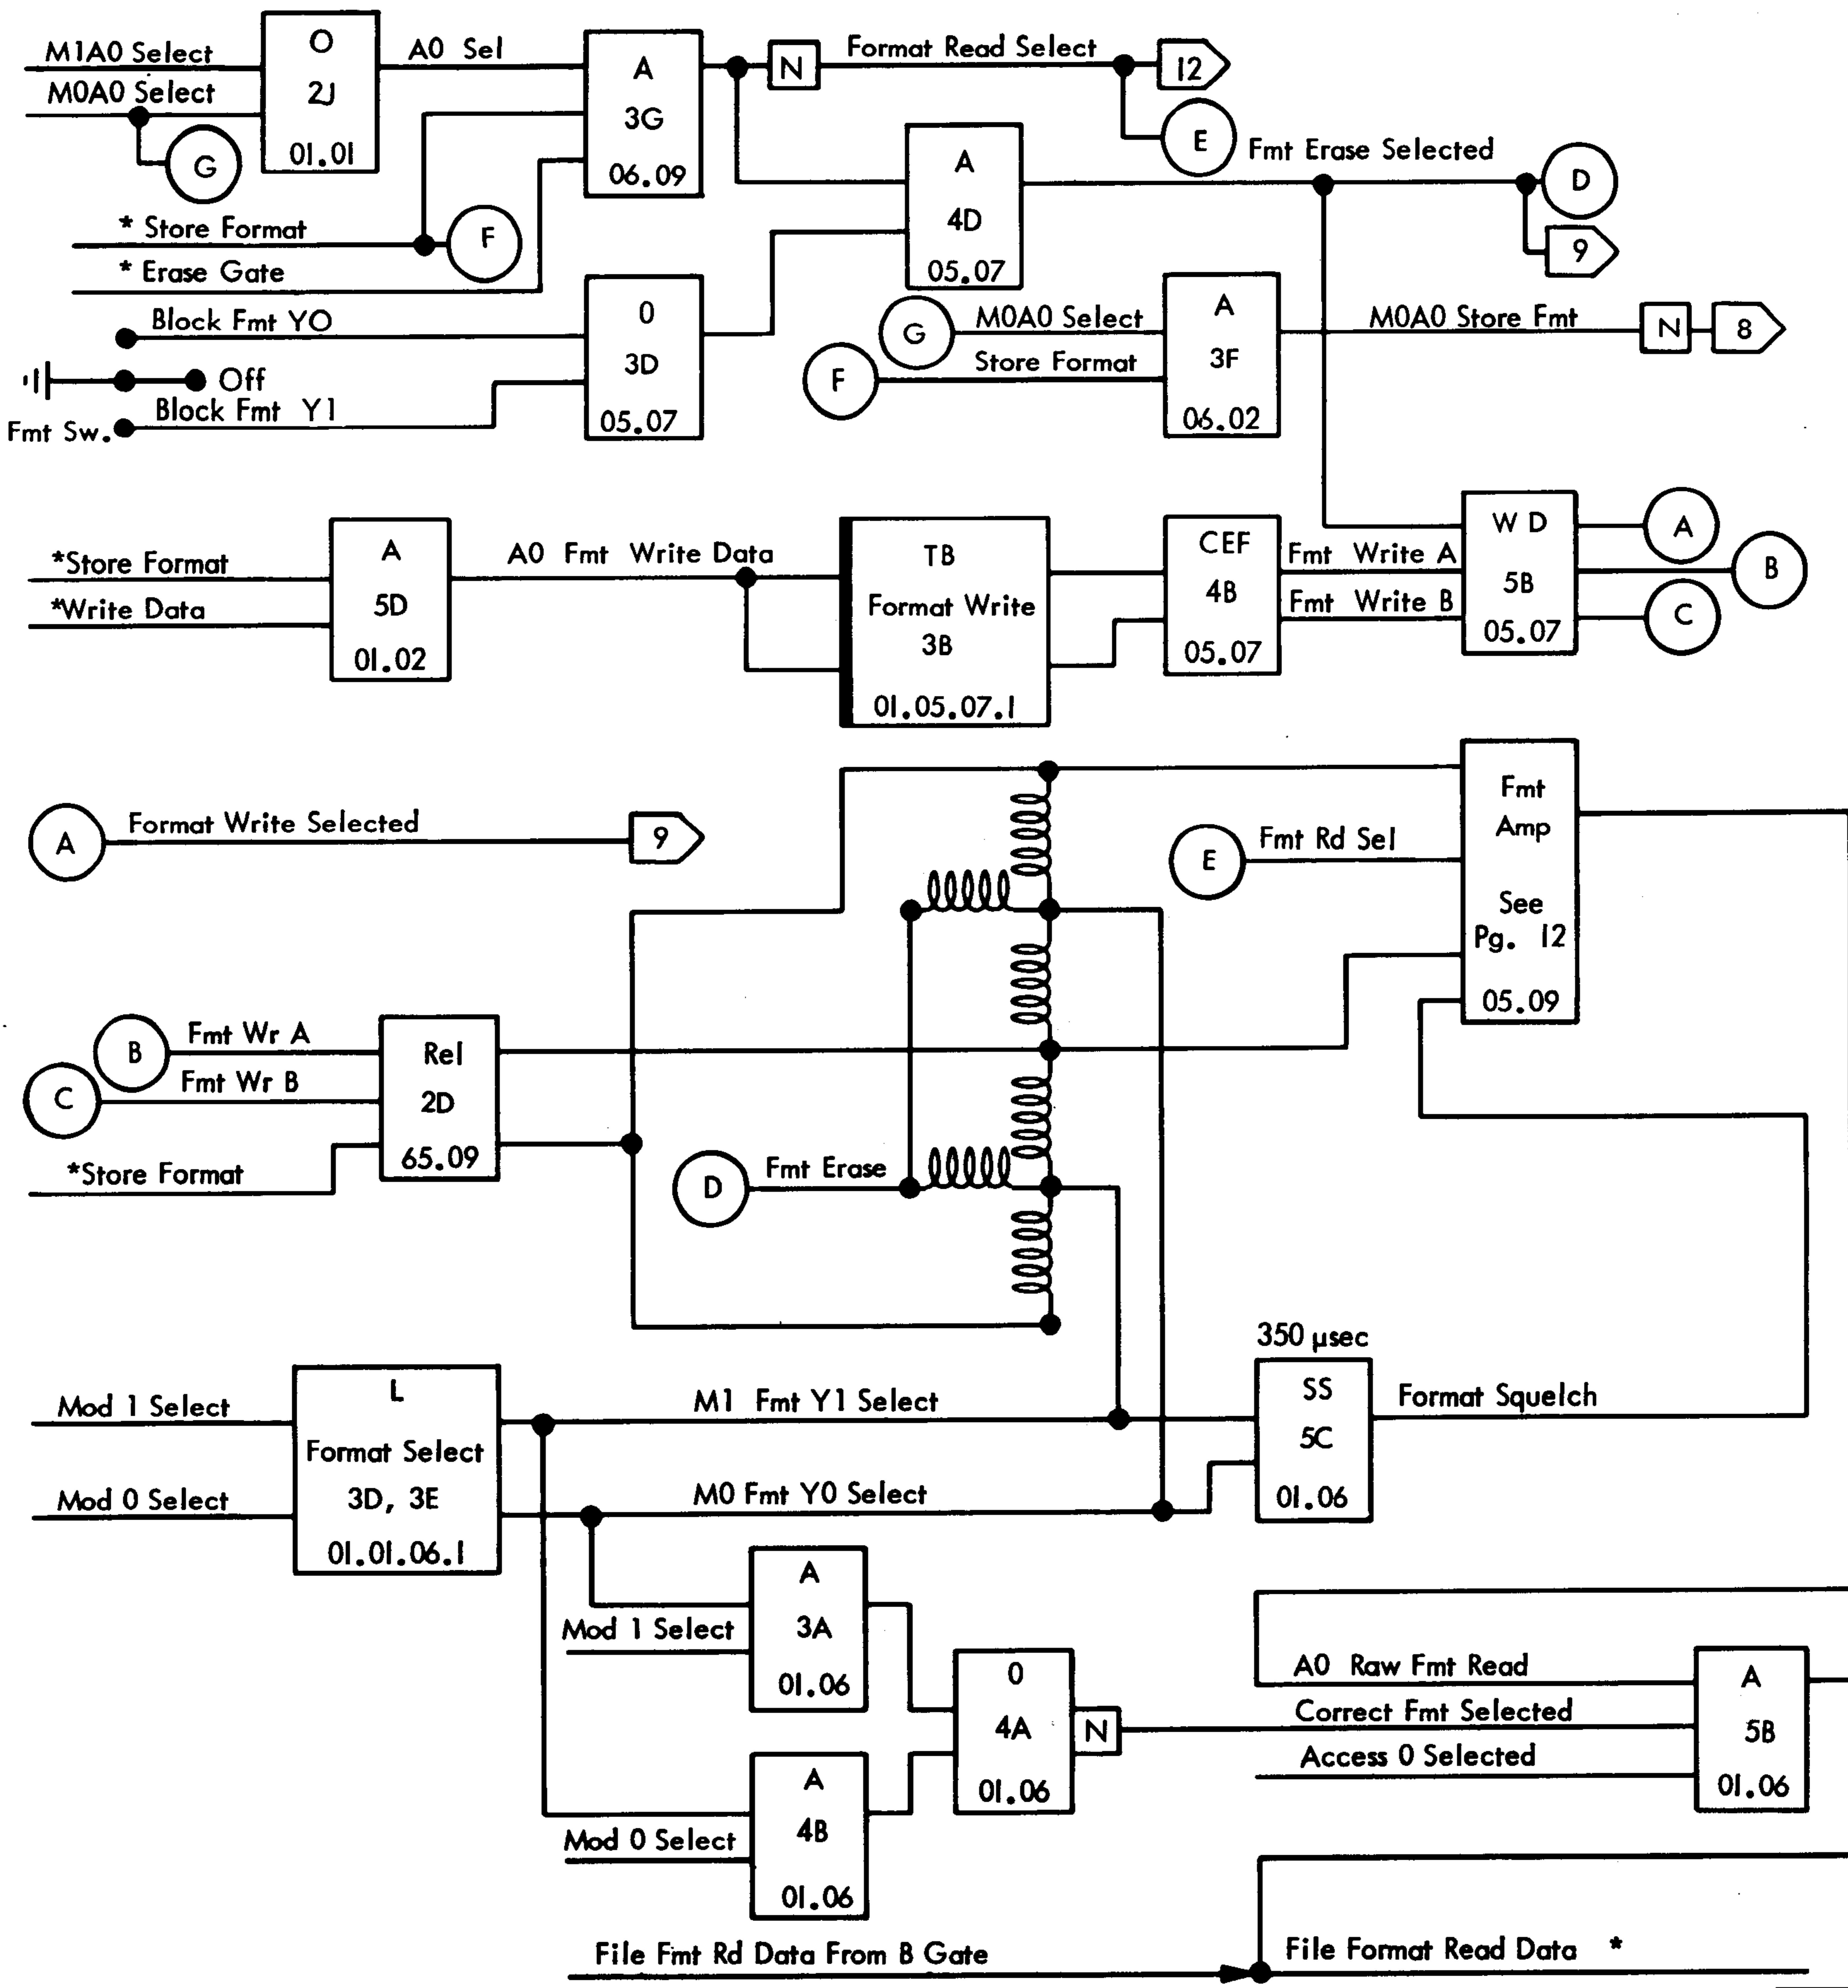 M1A0 Select
M0A0 Select
G
O
2J
01.01
A0 Sel
A
3G
06.09
N
Format Read Select
12
E
* Store Format
F
* Erase Gate
A
4D
05.07
Fmt Erase Selected
D
9
Block Fmt Y0
Off
Block Fmt Y1
Fmt Sw.
0
3D
05.07
G
M0A0 Select
F
Store Format
A
3F
06.02
M0A0 Store Fmt
N
8
*Store Format
*Write Data
A
5D
01.02
A0 Fmt Write Data
TB
Format Write
3B
01.05.07.1
CEF
4B
05.07
Fmt Write A
Fmt Write B
W D
5B
05.07
A
B
C
A
Format Write Selected
9
E
Fmt Rd Sel
Fmt
Amp
See
Pg. 12
05.09
B
Fmt Wr A
C
Fmt Wr B
*Store Format
Rel
2D
65.09
D
Fmt Erase
Mod 1 Select
Mod 0 Select
L
Format Select
3D, 3E
01.01.06.1
M1 Fmt Y1 Select
M0 Fmt Y0 Select
350 μsec
SS
5C
01.06
Format Squelch
Mod 1 Select
A
3A
01.06
Mod 0 Select
A
4B
01.06
0
4A
01.06
N
A0 Raw Fmt Read
Correct Fmt Selected
Access 0 Selected
A
5B
01.06
File Fmt Rd Data From B Gate
File Format Read Data *